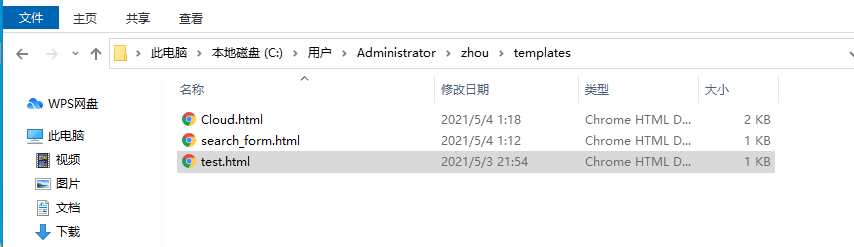 文件 主页 共享 查看
此电脑 本地磁盘 (C:) 用户 Administrator zhou templates
名称 修改日期 类型 大小
WPS网盘
此电脑
视频
图片
文档
下载
Cloud.html 2021/5/4 1:18 Chrome HTML D... 2 KB
search_form.html 2021/5/4 1:12 Chrome HTML D... 1 KB
test.html 2021/5/3 21:54 Chrome HTML D... 1 KB